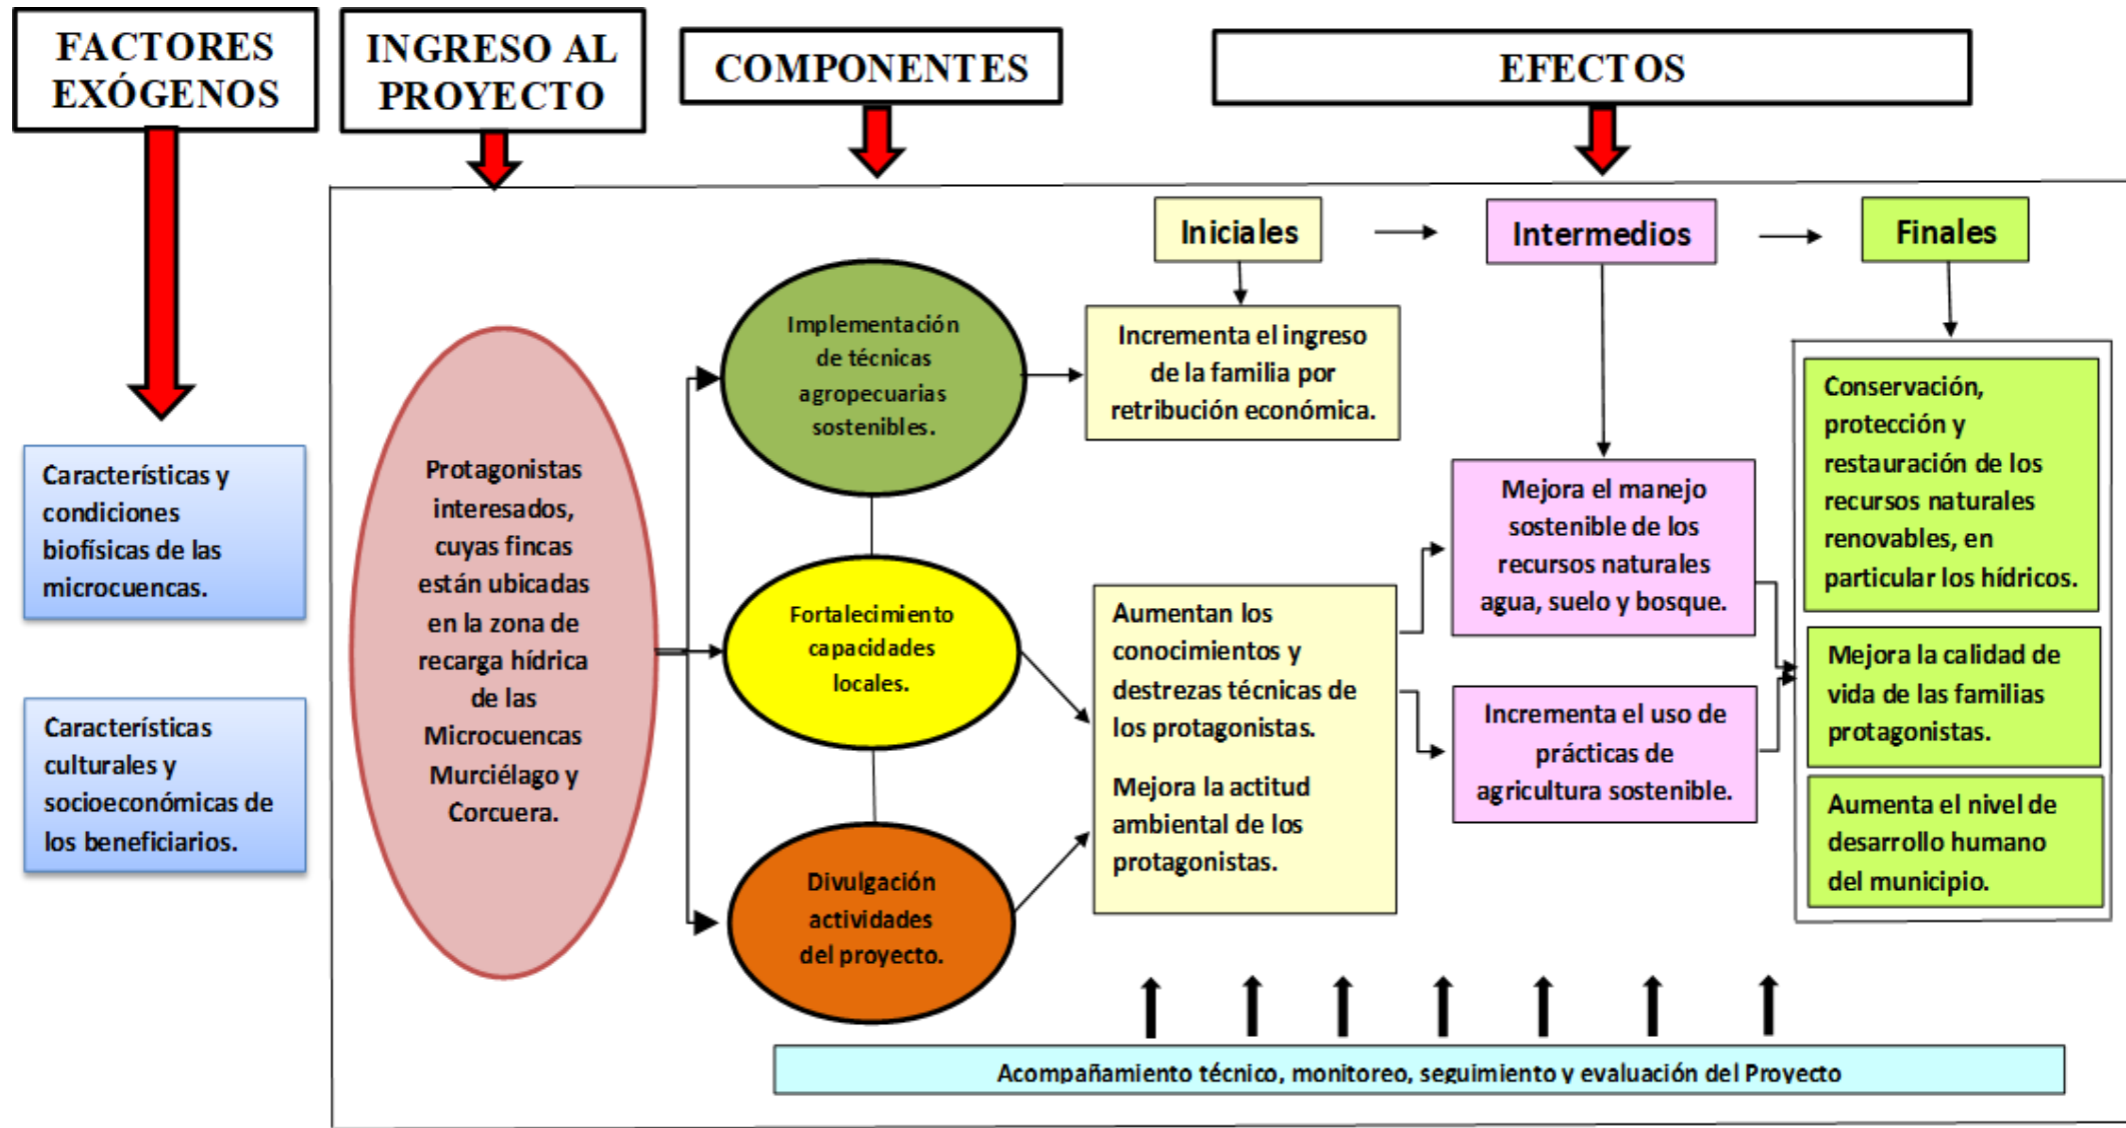 FACTORES
EXÓGENOS
INGRESO AL
PROYECTO
COMPONENTES
EFECTOS
Iniciales
Intermedios
Finales
Características y
condiciones
biofísicas de las
microcuencas.
Características
culturales y
socioeconómicas de
los beneficiarios.
Protagonistas
interesados,
cuyas fincas
están ubicadas
en la zona de
recarga hídrica
de las
Microcuencas
Murciélago y
Corcuera.
Implementación
de técnicas
agropecuarias
sostenibles.
Fortalecimiento
capacidades
locales.
Divulgación
actividades
del proyecto.
Incrementa el ingreso
de la familia por
retribución económica.
Aumentan los
conocimientos y
destrezas técnicas de
los protagonistas.
Mejora la actitud
ambiental de los
protagonistas.
Mejora el manejo
sostenible de los
recursos naturales
agua, suelo y bosque.
Incrementa el uso de
prácticas de
agricultura sostenible.
Conservación,
protección y
restauración de los
recursos naturales
renovables, en
particular los hídricos.
Mejora la calidad de
vida de las familias
protagonistas.
Aumenta el nivel de
desarrollo humano
del municipio.
Acompañamiento técnico, monitoreo, seguimiento y evaluación del Proyecto